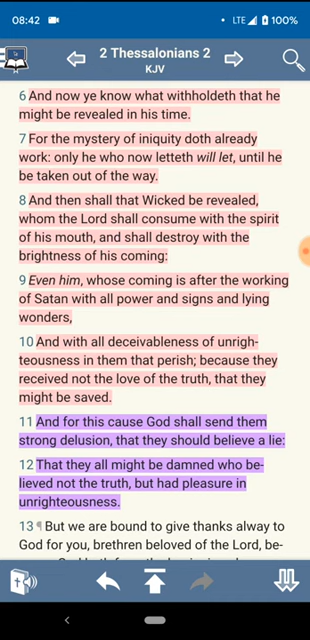 08:42 LTE 100%
2 Thessalonians 2
KJV
6 And now ye know what withholdeth that he
might be revealed in his time.
7 For the mystery of iniquity doth already
work: only he who now letteth will let, until he
be taken out of the way.
8 And then shall that Wicked be revealed,
whom the Lord shall consume with the spirit
of his mouth, and shall destroy with the
brightness of his coming:
9 Even him, whose coming is after the working
of Satan with all power and signs and lying
wonders,
10 And with all deceivableness of unrigh-
teousness in them that perish; because they
received not the love of the truth, that they
might be saved.
11 And for this cause God shall send them
strong delusion, that they should believe a lie:
12 That they all might be damned who be-
lieved not the truth, but had pleasure in
unrighteousness.
13 ¶ But we are bound to give thanks alway to
God for you, brethren beloved of the Lord, be-